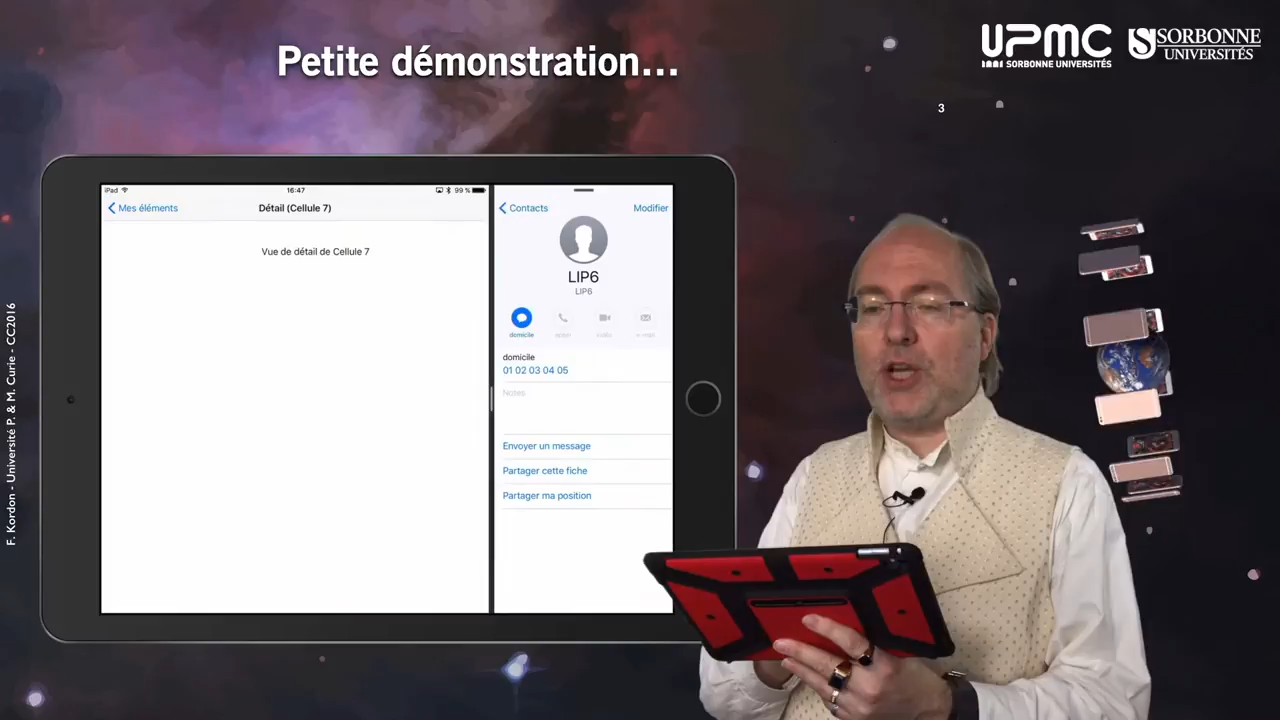 Petite démonstration...
UPMC
SORBONNE UNIVERSITÉS
SORBONNE
UNIVERSITÉS
3
iPad
16:47
99 %
Mes éléments
Détail (Cellule 7)
Vue de détail de Cellule 7
Contacts
Modifier
LIP6
LIP6
domicile
vidéo
e-mail
domicile
01 02 03 04 05
Notes
Envoyer un message
Partager cette fiche
Partager ma position
F. Kordon - Université P. & M. Curie - CC2016